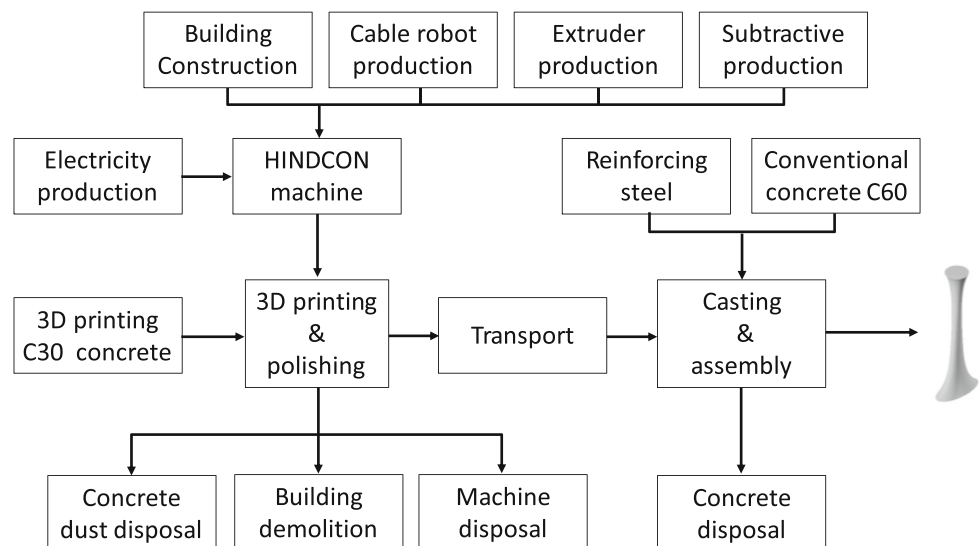 Building
Construction
Cable robot
production
Extruder
production
Subtractive
production
Electricity
production
HINDCON
machine
Reinforcing
steel
Conventional
concrete C60
3D printing
C30 concrete
3D printing
&
polishing
Transport
Casting
&
assembly
Concrete
dust disposal
Building
demolition
Machine
disposal
Concrete
disposal